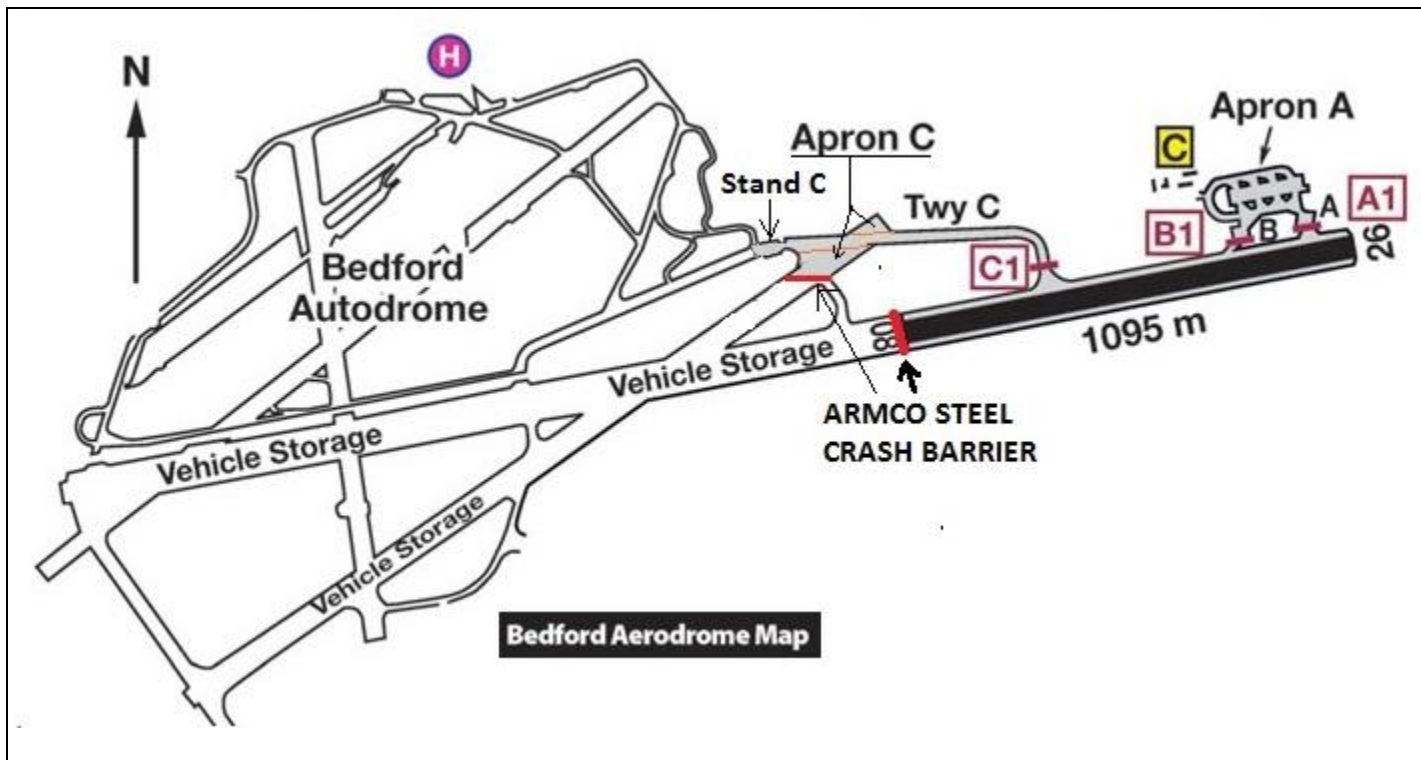 N
H
Apron A
C
Apron C
Stand C
Twy C
A
A1
B1
B
26
C1
Bedford
Autodrome
08
1095 m
Vehicle Storage
ARMCO STEEL
CRASH BARRIER
Vehicle Storage
Vehicle Storage
Bedford Aerodrome Map